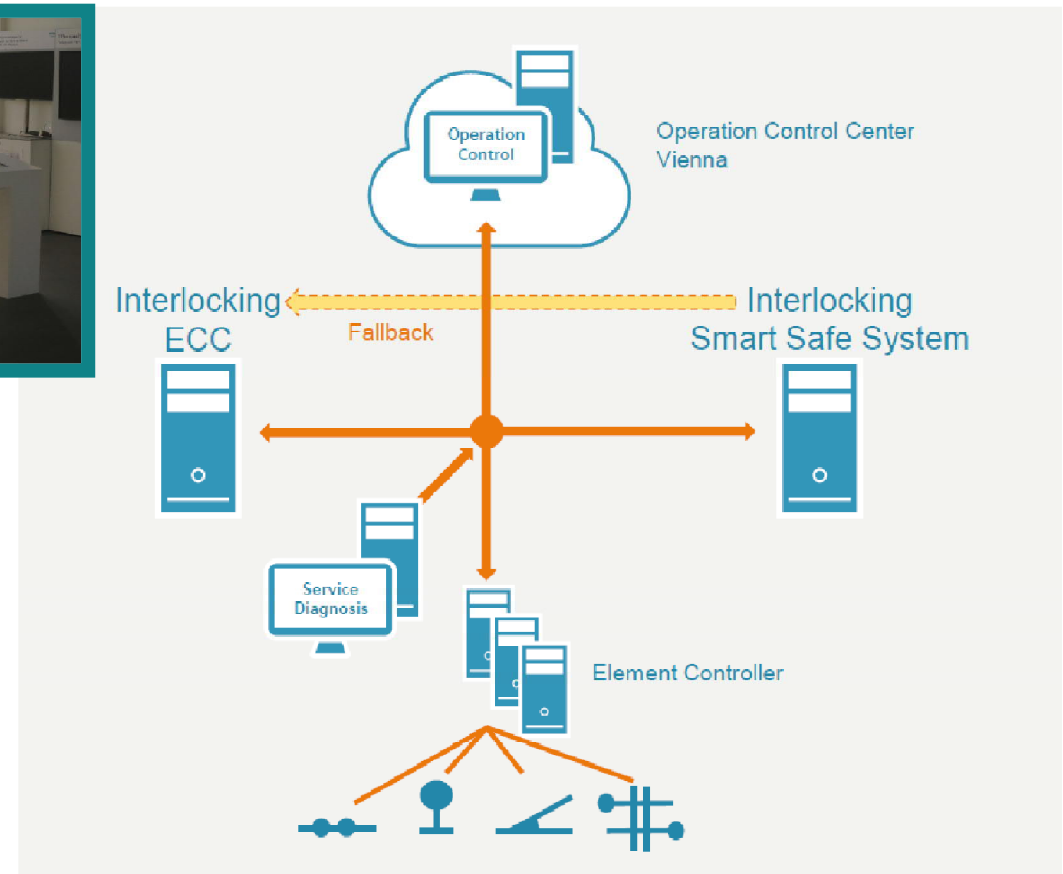 Operation
Control
Operation Control Center
Vienna
Interlocking
ECC
Fallback
Interlocking
Smart Safe System
Service
Diagnosis
Element Controller